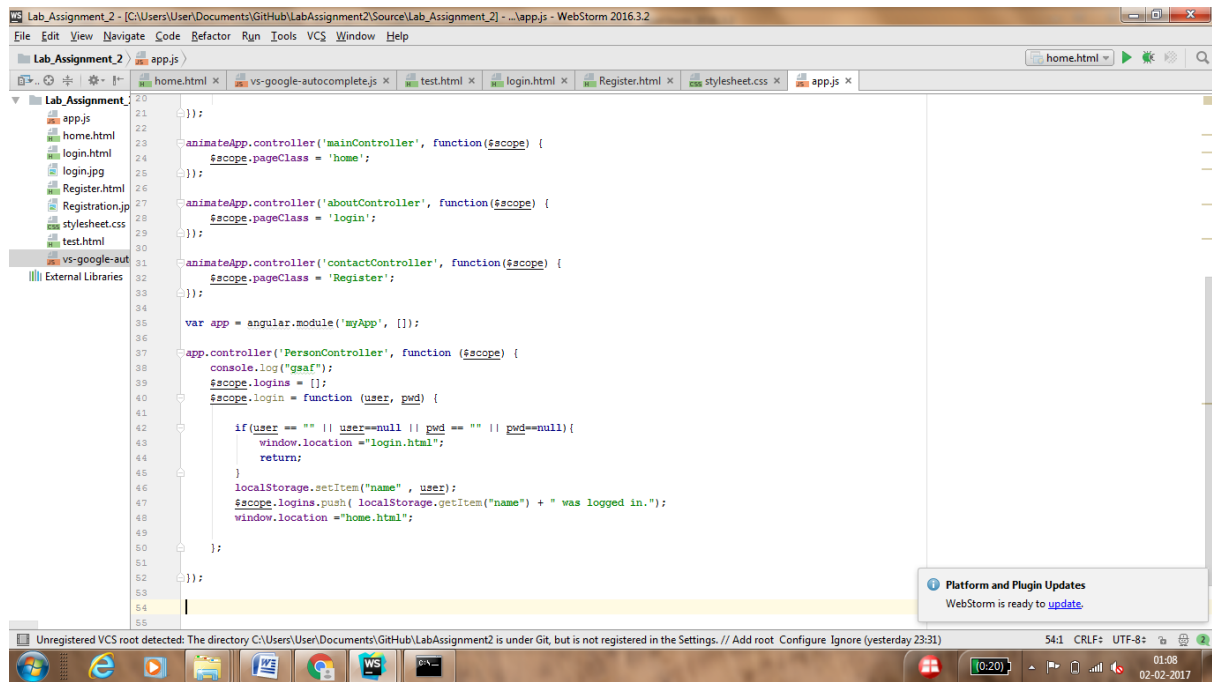 Lab_Assignment_2 - [C:\Users\User\Documents\GitHub\LabAssignment2\Source\Lab_Assignment_2] - ...\app.js - WebStorm 2016.3.2
File Edit View Navigate Code Refactor Run Tools VCS Window Help
Lab_Assignment_2 app.js home.html
home.html vs-google-autocomplete.js test.html login.html Register.html stylesheet.css app.js
Lab_Assignment_
app.js
home.html
login.html
login.jpg
Register.html
Registration.jp
stylesheet.css
test.html
vs-google-aut
External Libraries
20
21 });
22
23 animateApp.controller('mainController', function($scope) {
24 $scope.pageClass = 'home';
25 });
26
27 animateApp.controller('aboutController', function($scope) {
28 $scope.pageClass = 'login';
29 });
30
31 animateApp.controller('contactController', function($scope) {
32 $scope.pageClass = 'Register';
33 });
34
35 var app = angular.module('myApp', []);
36
37 app.controller('PersonController', function ($scope) {
38 console.log("gsaf");
39 $scope.logins = [];
40 $scope.login = function (user, pwd) {
41
42 if(user == "" || user==null || pwd == "" || pwd==null){
43 window.location ="login.html";
44 return;
45 }
46 localStorage.setItem("name" , user);
47 $scope.logins.push( localStorage.getItem("name") + " was logged in.");
48 window.location ="home.html";
49
50 };
51
52 });
53
54
55
Platform and Plugin Updates
WebStorm is ready to update.
Unregistered VCS root detected: The directory C:\Users\User\Documents\GitHub\LabAssignment2 is under Git, but is not registered in the Settings. // Add root Configure Ignore (yesterday 23:31) 54:1 CRLF UTF-8 2
(0:20) 01:08
02-02-2017